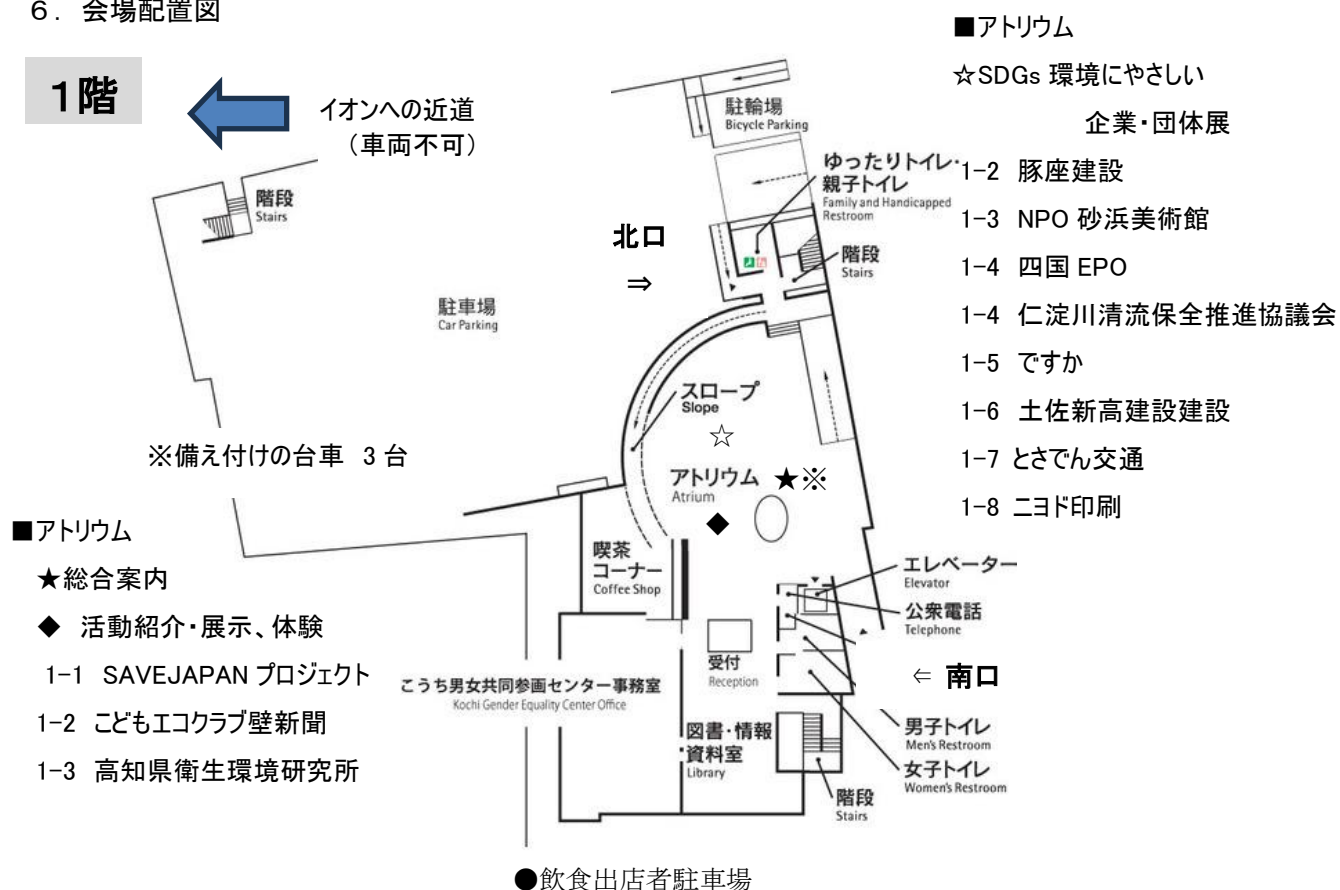 ６．会場配置図
１階
イオンへの近道
（車両不可）
階段
Stairs
駐車場
Car Parking
※備え付けの台車 3 台
駐輪場
Bicycle Parking
ゆったりトイレ・
親子トイレ
Family and Handicapped
Restroom
北口
⇒
階段
Stairs
スロープ
Slope
☆
アトリウム ★※
Atrium
◆
喫茶
コーナー
Coffee Shop
エレベーター
Elevator
公衆電話
Telephone
受付
Reception
⇐ 南口
こうち男女共同参画センター事務室
Kochi Gender Equality Center Office
図書・情報
資料室
Library
男子トイレ
Men's Restroom
女子トイレ
Women's Restroom
階段
Stairs
■アトリウム
★総合案内
◆ 活動紹介・展示、体験
1-1 SAVEJAPAN プロジェクト
1-2 こどもエコクラブ壁新聞
1-3 高知県衛生環境研究所
■アトリウム
☆SDGs 環境にやさしい
企業・団体展
1-2 豚座建設
1-3 NPO 砂浜美術館
1-4 四国 EPO
1-4 仁淀川清流保全推進協議会
1-5 ですか
1-6 土佐新高建設建設
1-7 とさでん交通
1-8 ニヨド印刷
●飲食出店者駐車場